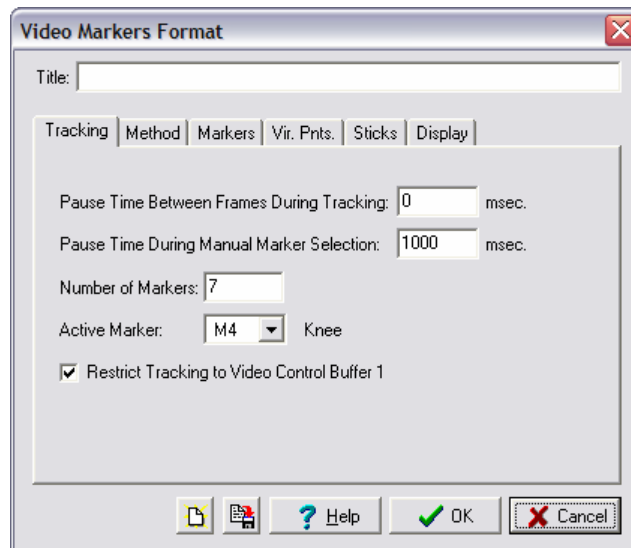 Video Markers Format
Title:
Tracking Method Markers Vir. Pnts. Sticks Display
Pause Time Between Frames During Tracking: 0 msec.
Pause Time During Manual Marker Selection: 1000 msec.
Number of Markers: 7
Active Marker: M4 Knee
Restrict Tracking to Video Control Buffer 1
? Help OK Cancel